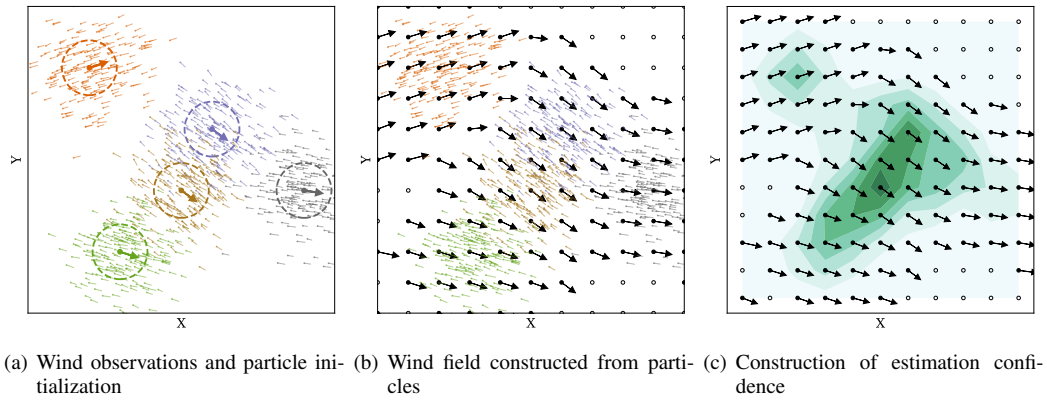 Y
X
Y
X
Y
X
(a) Wind observations and particle ini-
tialization
(b) Wind field constructed from parti-
cles
(c) Construction of estimation confi-
dence